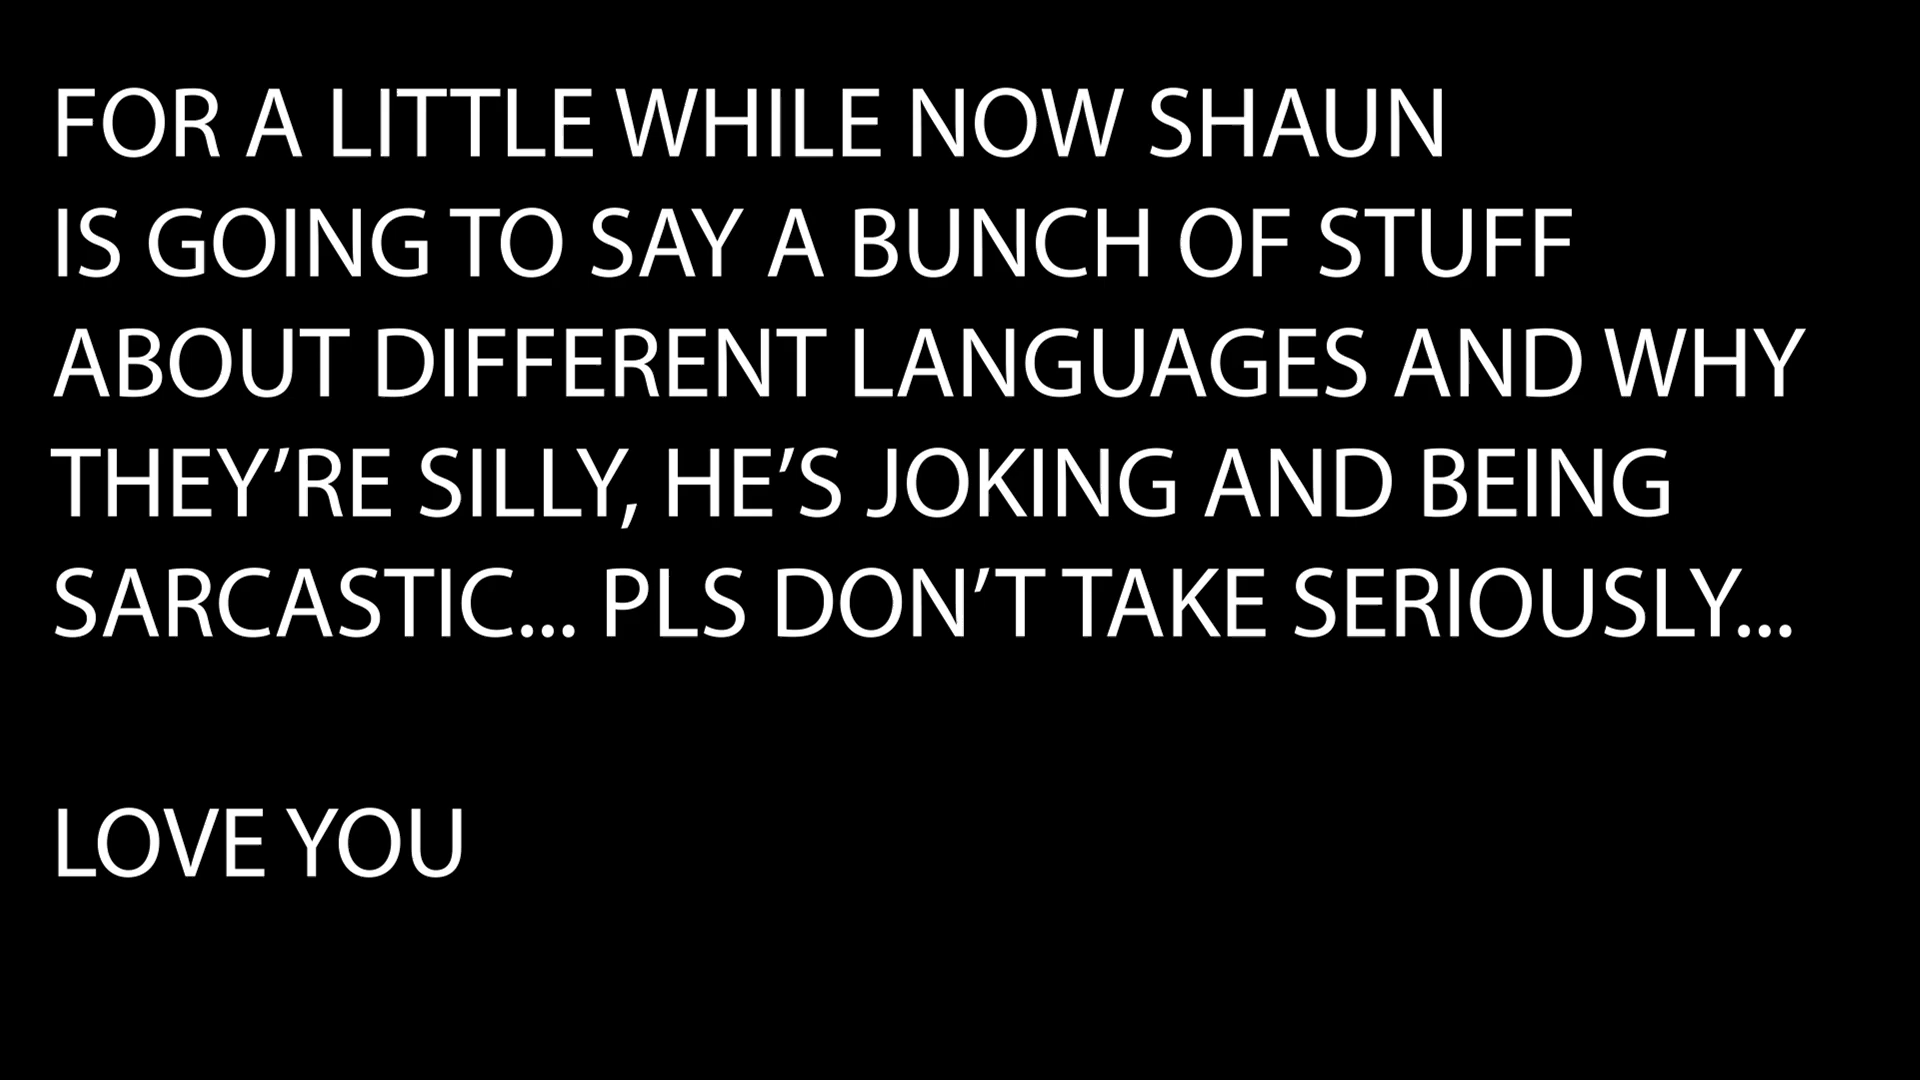 FOR A LITTLE WHILE NOW SHAUN
IS GOING TO SAY A BUNCH OF STUFF
ABOUT DIFFERENT LANGUAGES AND WHY
THEY’RE SILLY, HE’S JOKING AND BEING
SARCASTIC... PLS DON’T TAKE SERIOUSLY...
LOVE YOU